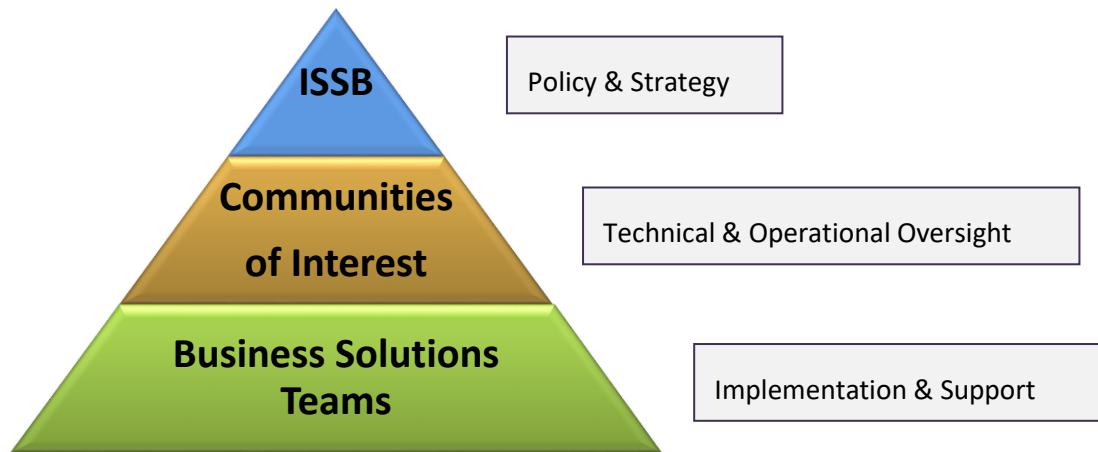 ISSB
Policy & Strategy
Communities
of Interest
Technical & Operational Oversight
Business Solutions
Teams
Implementation & Support